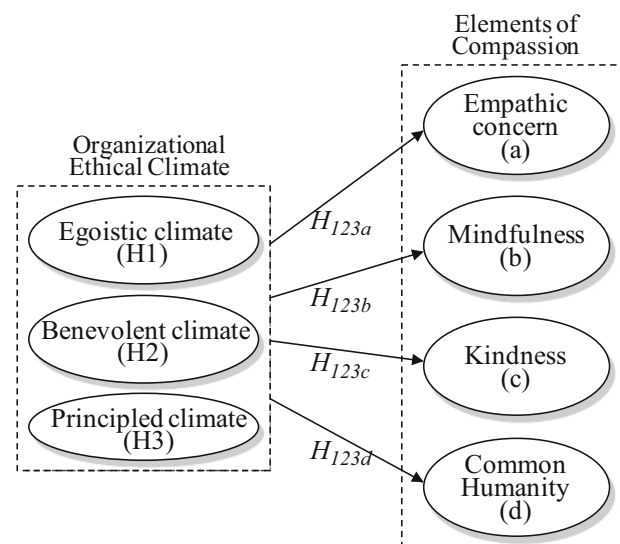 Elements of
Compassion
Empathic
concern
(a)
Organizational
Ethical Climate
Egoistic climate
(H1)
H123a
Mindfulness
(b)
Benevolent climate
(H2)
H123b
Kindness
(c)
H123c
Principled climate
(H3)
H123d
Common
Humanity
(d)